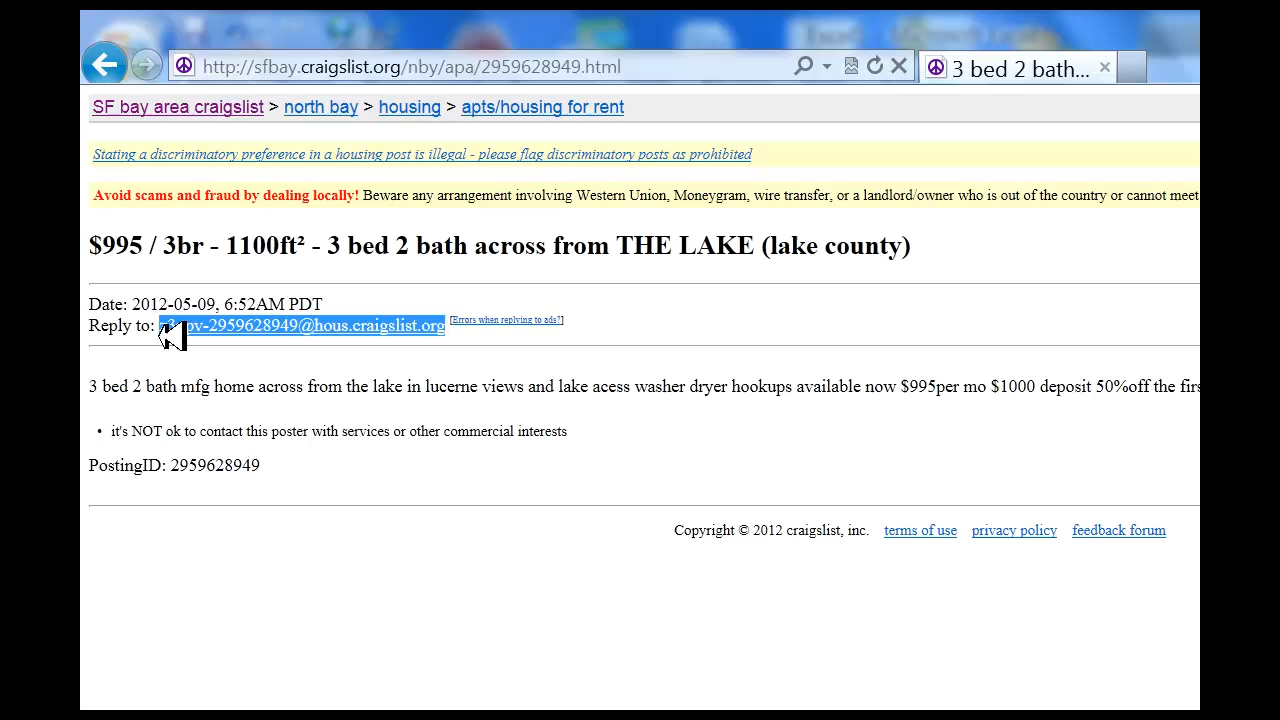 http://sfbay.craigslist.org/nby/apa/2959628949.html
3 bed 2 bath...
SF bay area craigslist > north bay > housing > apts/housing for rent
Stating a discriminatory preference in a housing post is illegal - please flag discriminatory posts as prohibited
Avoid scams and fraud by dealing locally! Beware any arrangement involving Western Union, Moneygram, wire transfer, or a landlord/owner who is out of the country or cannot meet
$995 / 3br - 1100ft² - 3 bed 2 bath across from THE LAKE (lake county)
Date: 2012-05-09, 6:52AM PDT
Reply to: -2959628949@hous.craigslist.org [Errors when replying to ads?]
3 bed 2 bath mfg home across from the lake in lucerne views and lake acess washer dryer hookups available now $995per mo $1000 deposit 50%off the firs
• it's NOT ok to contact this poster with services or other commercial interests
PostingID: 2959628949
Copyright © 2012 craigslist, inc. terms of use privacy policy feedback forum